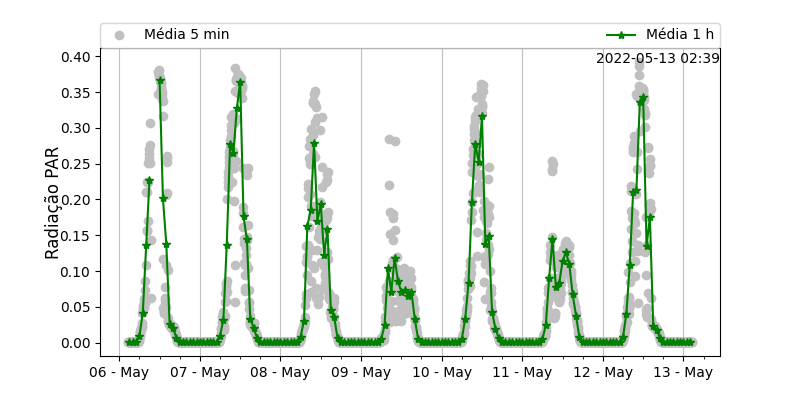 Média 5 min
Média 1 h
2022-05-13 02:39
Radiação PAR
0.40
0.35
0.30
0.25
0.20
0.15
0.10
0.05
0.00
06 - May
07 - May
08 - May
09 - May
10 - May
11 - May
12 - May
13 - May